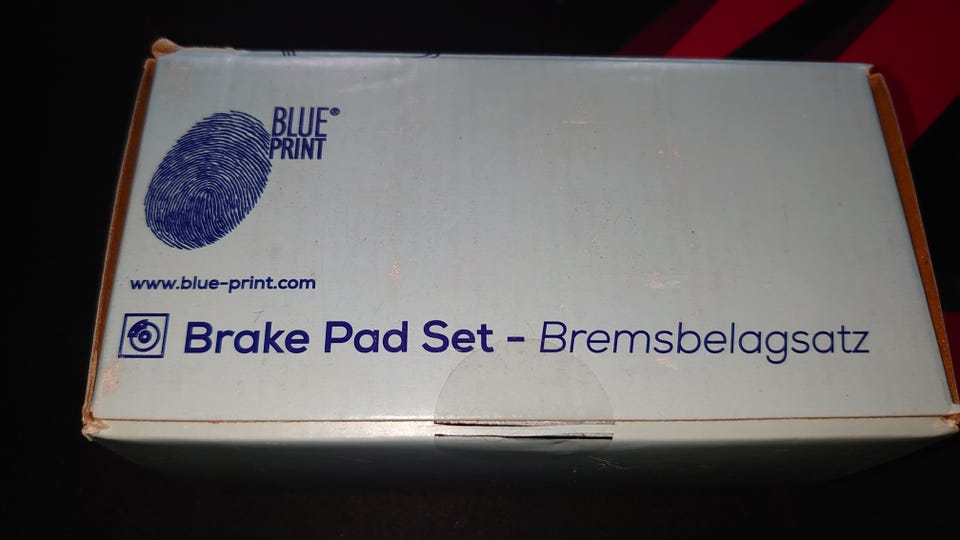 BLUE®
PRINT
www.blue-print.com
Brake Pad Set - Bremsbelagsatz